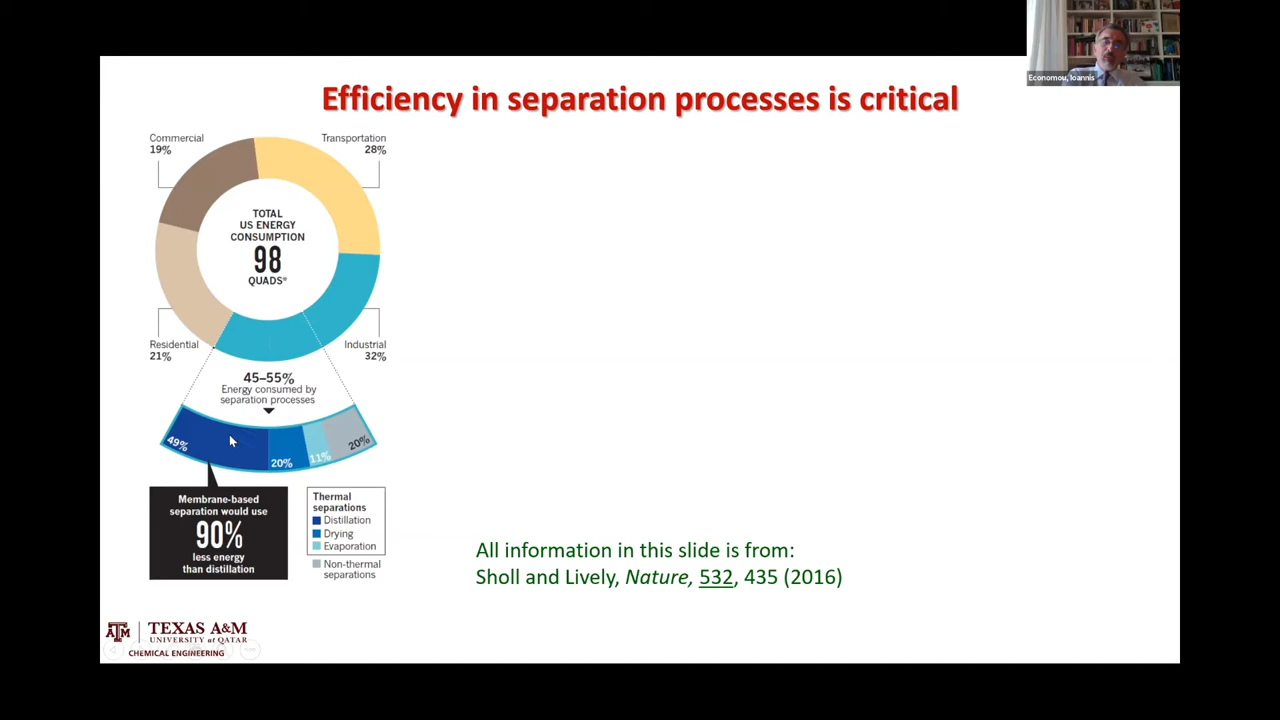 Economou, Ioannis
Efficiency in separation processes is critical
Commercial
19%
Transportation
28%
TOTAL
US ENERGY
CONSUMPTION
98
QUADS*
Residential
21%
Industrial
32%
45–55%
Energy consumed by
separation processes
49%
20%
11%
20%
Membrane-based
separation would use
90%
less energy
than distillation
Thermal
separations
Distillation
Drying
Evaporation
Non-thermal
separations
All information in this slide is from:
Sholl and Lively, Nature, 532, 435 (2016)
ATM TEXAS A&M
UNIVERSITY at QATAR
CHEMICAL ENGINEERING